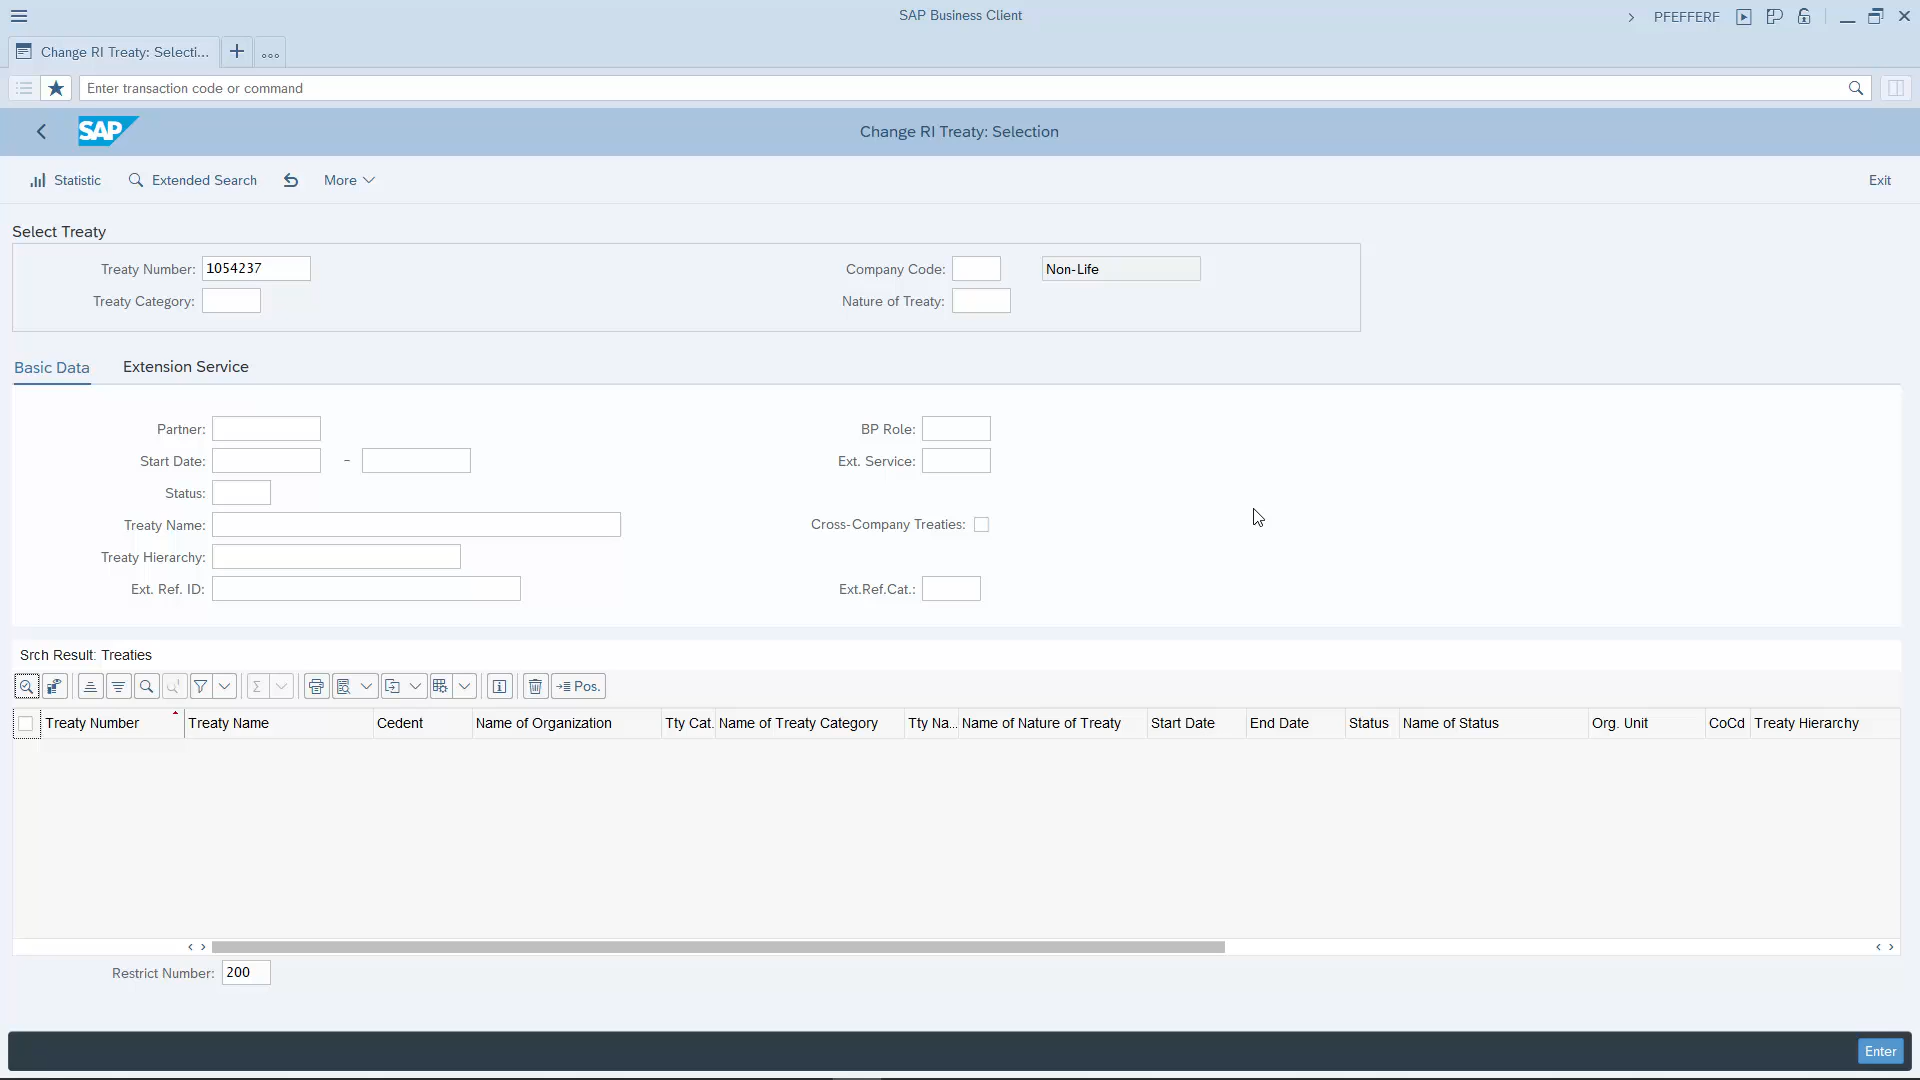 SAP Business Client
PFEFFERF
Change RI Treaty: Selecti...
Enter transaction code or command
SAP
Change RI Treaty: Selection
Statistic Extended Search More Exit
Select Treaty
Treaty Number: 1054237 Company Code: Non-Life
Treaty Category: Nature of Treaty:
Basic Data Extension Service
Partner: BP Role:
Start Date: - Ext. Service:
Status:
Treaty Name: Cross-Company Treaties:
Treaty Hierarchy:
Ext. Ref. ID: Ext.Ref.Cat.:
Srch Result: Treaties
Pos.
Treaty Number Treaty Name Cedent Name of Organization Tty Cat. Name of Treaty Category Tty Na... Name of Nature of Treaty Start Date End Date Status Name of Status Org. Unit CoCd Treaty Hierarchy
Restrict Number: 200
Enter